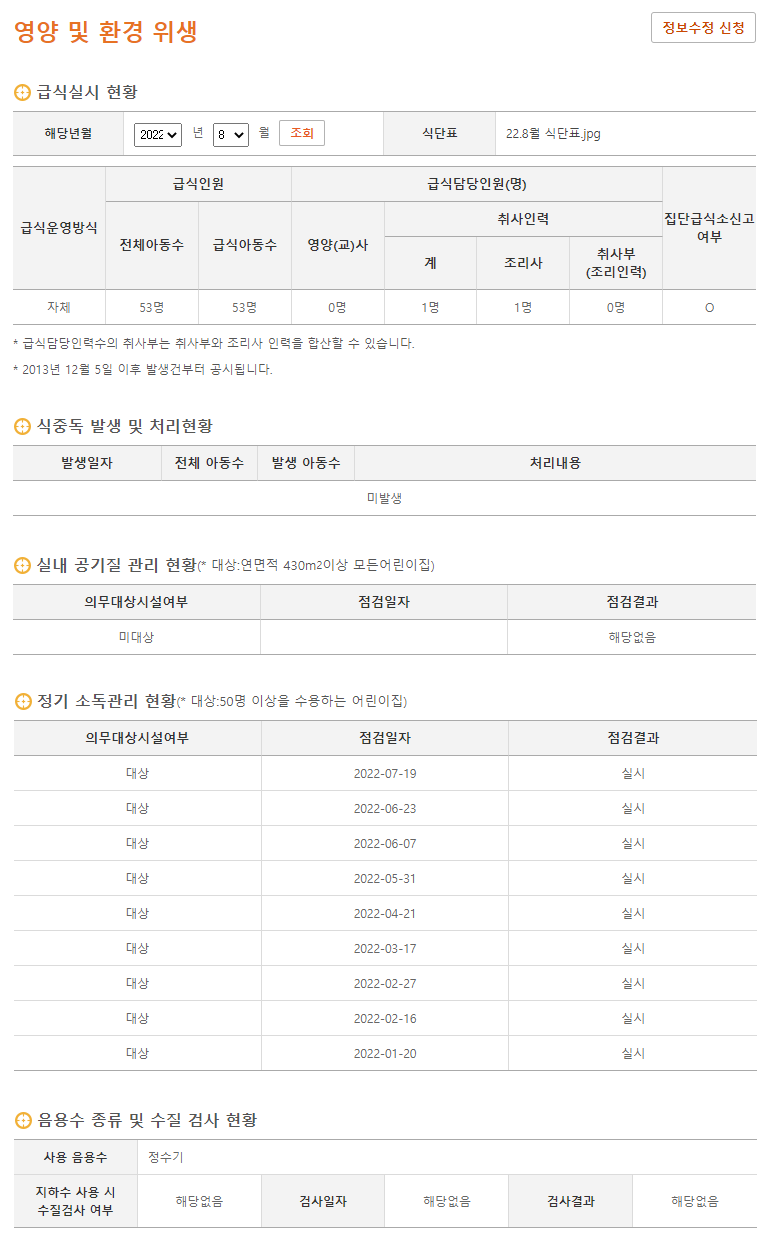 영양 및 환경 위생
정보수정 신청
급식실시 현황
해당년월 2022 년 8 월 조회 식단표 22.8월 식단표.jpg
급식운영방식 급식인원 급식담당인원(명) 집단급식소신고여부
전체아동수 급식아동수 영양(교)사 취사인력
계 조리사 취사부
(조리인력)
자체 53명 53명 0명 1명 1명 0명 O
* 급식담당인력수의 취사부는 취사부와 조리사 인력을 합산할 수 있습니다.
* 2013년 12월 5일 이후 발생건부터 공시됩니다.
식중독 발생 및 처리현황
발생일자 전체 아동수 발생 아동수 처리내용
미발생
실내 공기질 관리 현황(* 대상:연면적 430m2이상 모든어린이집)
의무대상시설여부 점검일자 점검결과
미대상 해당없음
정기 소독관리 현황(* 대상:50명 이상을 수용하는 어린이집)
의무대상시설여부 점검일자 점검결과
대상 2022-07-19 실시
대상 2022-06-23 실시
대상 2022-06-07 실시
대상 2022-05-31 실시
대상 2022-04-21 실시
대상 2022-03-17 실시
대상 2022-02-27 실시
대상 2022-02-16 실시
대상 2022-01-20 실시
음용수 종류 및 수질 검사 현황
사용 음용수 정수기
지하수 사용 시
수질검사 여부 해당없음 검사일자 해당없음 검사결과 해당없음